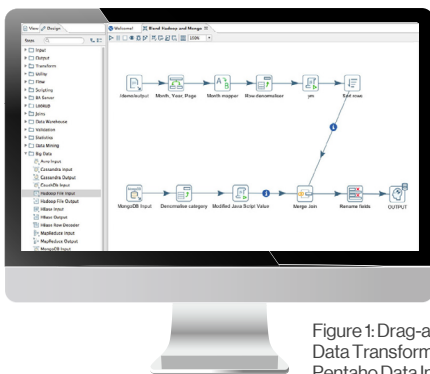 View Design
Welcome!
Blend Hadoop and Mongo
Steps
100%
Input
Output
Transform
Utility
Flow
Scripting
BA Server
Lookup
Joins
Data Warehouse
Validation
Statistics
Data Mining
Big Data
Avro Input
Cassandra Input
Cassandra Output
CouchDb Input
Hadoop File Input
Hadoop File Output
HBase Input
HBase Output
HBase Row Decoder
MapReduce Input
MapReduce Output
MongoDB Input
Month, Year, Page
Month mapper
Row denormaliser
ym
Sort rows
MongoDB Input
Denormalise category
Modified Java Script Value
Merge Join
Rename fields
OUTPUT
Figure 1: Drag-a
Data Transform
Pentaho Data In